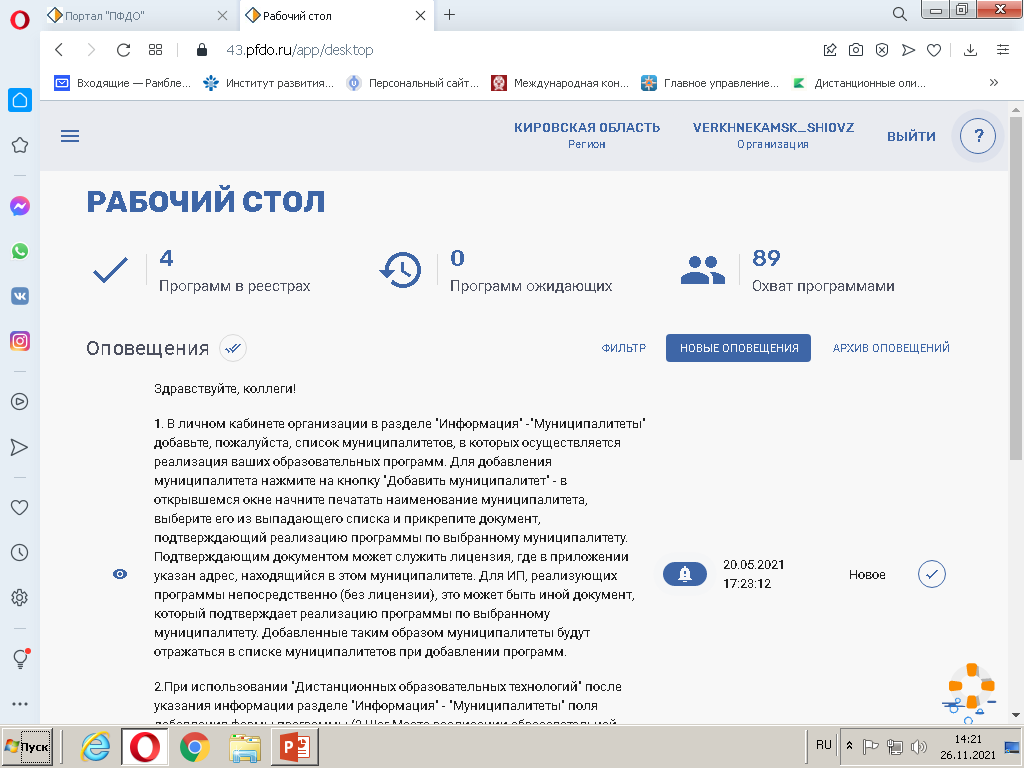 Портал "ПФДО"
Рабочий стол
43.pfdo.ru/app/desktop
Входящие — Рамбле...
Институт развития...
Персональный сайт...
Международная кон...
Главное управление...
Дистанционные оли...
КИРОВСКАЯ ОБЛАСТЬ
Регион
VERKHNEKAMSK_SHIOVZ
Организация
ВЫЙТИ
?
РАБОЧИЙ СТОЛ
4
Программ в реестрах
0
Программ ожидающих
89
Охват программами
Оповещения
ФИЛЬТР
НОВЫЕ ОПОВЕЩЕНИЯ
АРХИВ ОПОВЕЩЕНИЙ
Здравствуйте, коллеги!
1. В личном кабинете организации в разделе "Информация" -"Муниципалитеты"
добавьте, пожалуйста, список муниципалитетов, в которых осуществляется
реализация ваших образовательных программ. Для добавления
муниципалитета нажмите на кнопку "Добавить муниципалитет" - в
открывшемся окне начните печатать наименование муниципалитета,
выберите его из выпадающего списка и прикрепите документ,
подтверждающий реализацию программы по выбранному муниципалитету.
Подтверждающим документом может служить лицензия, где в приложении
указан адрес, находящийся в этом муниципалитете. Для ИП, реализующих
программы непосредственно (без лицензии), это может быть иной документ,
который подтверждает реализацию программы по выбранному
муниципалитету. Добавленные таким образом муниципалитеты будут
отражаться в списке муниципалитетов при добавлении программ.
20.05.2021
17:23:12
Новое
2.При использовании "Дистанционных образовательных технологий" после
указания информации разделе "Информация" - "Муниципалитеты" поля
добавления формы программы (2 Шаг Место реализации образовательной
Пуск
RU
14:21
26.11.2021